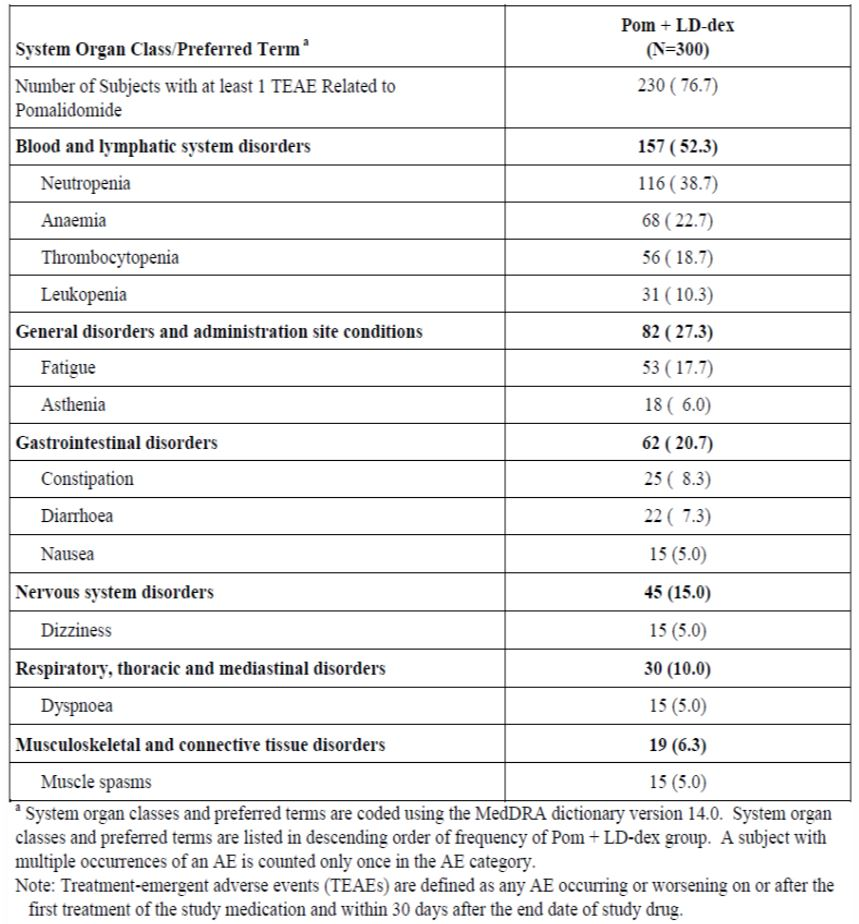 System Organ Class/Preferred Term a
Pom + LD-dex
(N=300)
Number of Subjects with at least 1 TEAE Related to
Pomalidomide
230 ( 76.7)
Blood and lymphatic system disorders
157 ( 52.3)
Neutropenia
116 ( 38.7)
Anaemia
68 ( 22.7)
Thrombocytopenia
56 ( 18.7)
Leukopenia
31 ( 10.3)
General disorders and administration site conditions
82 ( 27.3)
Fatigue
53 ( 17.7)
Asthenia
18 ( 6.0)
Gastrointestinal disorders
62 ( 20.7)
Constipation
25 ( 8.3)
Diarrhoea
22 ( 7.3)
Nausea
15 (5.0)
Nervous system disorders
45 (15.0)
Dizziness
15 (5.0)
Respiratory, thoracic and mediastinal disorders
30 (10.0)
Dyspnoea
15 (5.0)
Musculoskeletal and connective tissue disorders
19 (6.3)
Muscle spasms
15 (5.0)
a System organ classes and preferred terms are coded using the MedDRA dictionary version 14.0. System organ
classes and preferred terms are listed in descending order of frequency of Pom + LD-dex group. A subject with
multiple occurrences of an AE is counted only once in the AE category.
Note: Treatment-emergent adverse events (TEAEs) are defined as any AE occurring or worsening on or after the
first treatment of the study medication and within 30 days after the end date of study drug.